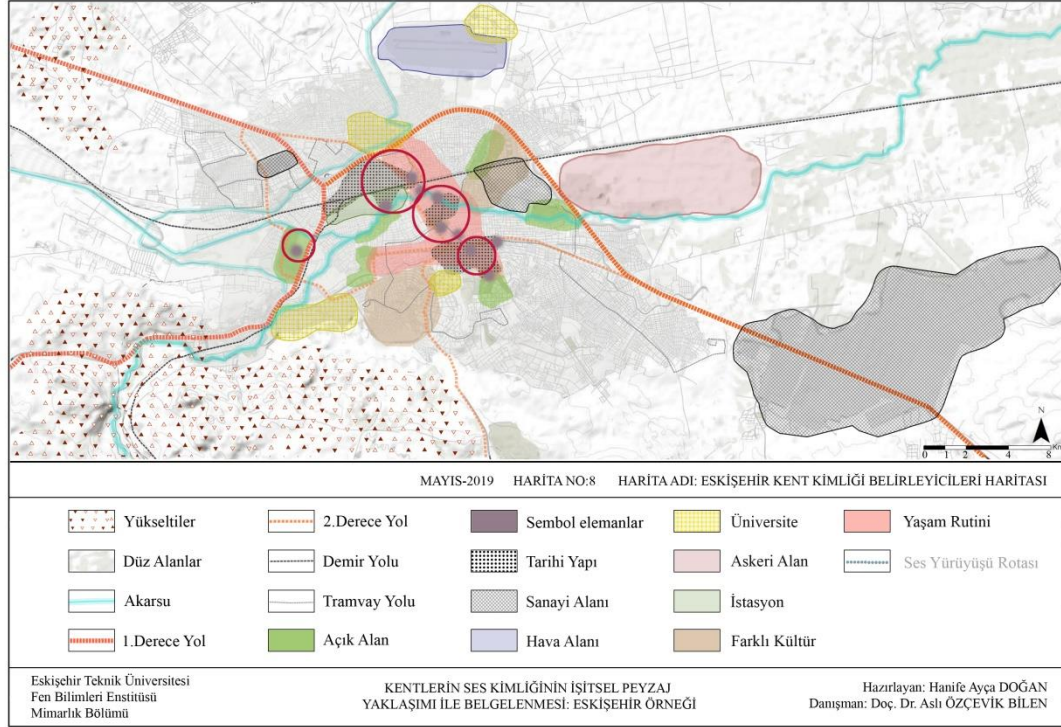 N
0 1 2 4 8
Km
MAYIS-2019 HARİTA NO:8 HARİTA ADI: ESKİŞEHİR KENT KİMLİĞİ BELİRLEYİCİLERİ HARİTASI
Yükseltiler
2.Derece Yol
Sembol elemanlar
Üniversite
Yaşam Rutini
Düz Alanlar
Demir Yolu
Tarihi Yapı
Askeri Alan
Ses Yürüyüşü Rotası
Akarsu
Tramvay Yolu
Sanayi Alanı
İstasyon
1.Derece Yol
Açık Alan
Hava Alanı
Farklı Kültür
Eskişehir Teknik Üniversitesi
Fen Bilimleri Enstitüsü
Mimarlık Bölümü
KENTLERİN SES KİMLİĞİNİN İŞİTSEL PEYZAJ
YAKLAŞIMI İLE BELGELENMESİ: ESKİŞEHİR ÖRNEĞİ
Hazırlayan: Hanife Ayça DOĞAN
Danışman: Doç. Dr. Aslı ÖZÇEVİK BİLEN